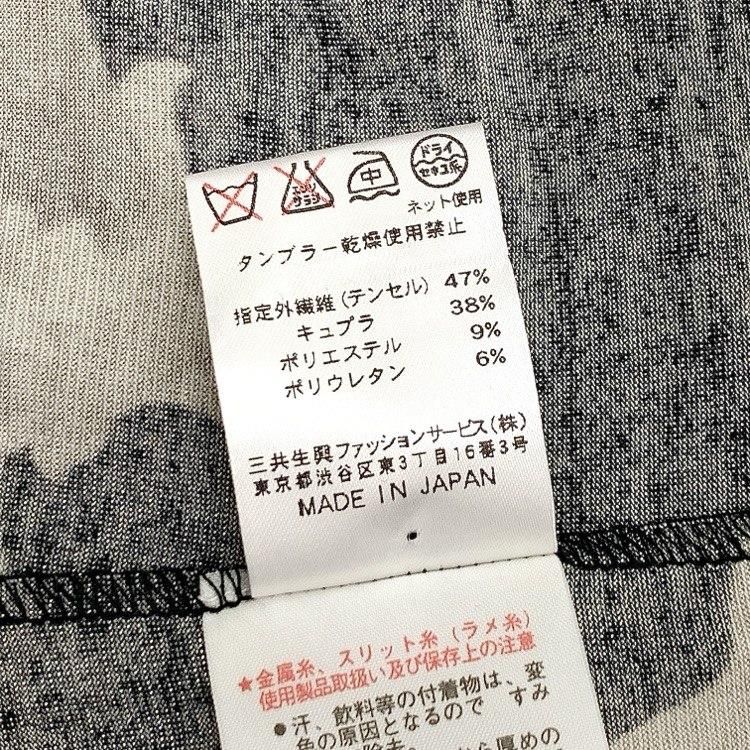 エンソ
サラシ
中
ドライ
セキユ系
ネット使用
タンブラー乾燥使用禁止
指定外繊維(テンセル) 47%
キュプラ 38%
ポリエステル 9%
ポリウレタン 6%
三共生興ファッションサービス(株)
東京都渋谷区東3丁目16番3号
MADE IN JAPAN
★金属糸、スリット糸(ラメ糸)
使用製品取扱い及び保存上の注意
●汗、飲料等の付着物は、変
色の原因となるので すみ
から厚めの